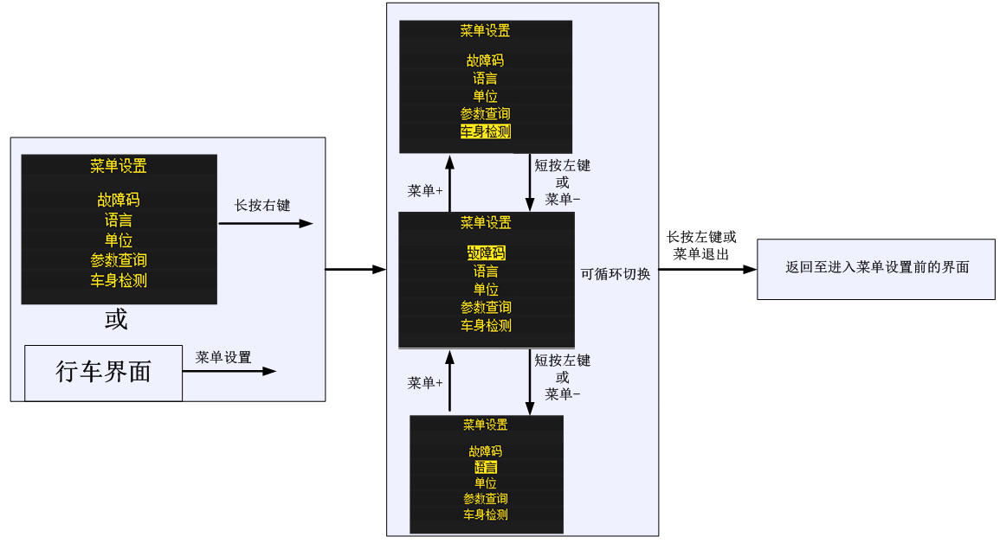 菜单设置
故障码
语言
单位
参数查询
车身检测
长按右键
或
行车界面
菜单设置
菜单设置
故障码
语言
单位
参数查询
车身检测
菜单+
短按左键
或
菜单-
菜单设置
故障码
语言
单位
参数查询
车身检测
可循环切换
菜单+
短按左键
或
菜单-
菜单设置
故障码
语言
单位
参数查询
车身检测
长按左键或
菜单退出
返回至进入菜单设置前的界面